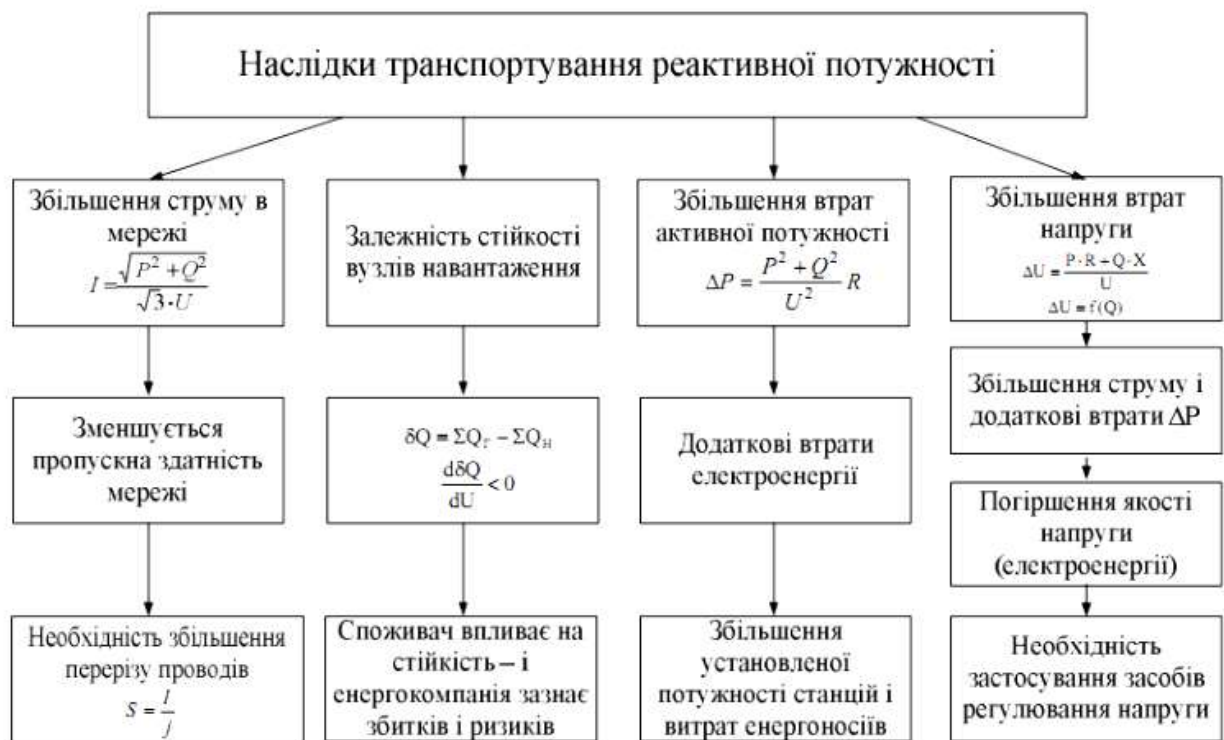 Наслідки транспортування реактивної потужності
Збільшення струму в
мережі
I = √(P² + Q²) / (√3 · U)
Зменшується
пропускна здатність
мережі
Необхідність збільшення
перерізу проводів
S = I / j
Залежність стійкості
вузлів навантаження
δQ = ΣQ_Г − ΣQ_Н
dδQ / dU < 0
Споживач впливає на
стійкість – і
енергокомпанія зазнає
збитків і ризиків
Збільшення втрат
активної потужності
ΔP = (P² + Q²) / U² R
Додаткові втрати
електроенергії
Збільшення
установленої
потужності станцій і
витрат енергоносіїв
Збільшення втрат
напруги
ΔU = (P · R + Q · X) / U
ΔU = f(Q)
Збільшення струму і
додаткові втрати ΔP
Погіршення якості
напруги
(електроенергії)
Необхідність
застосування засобів
регулювання напруги